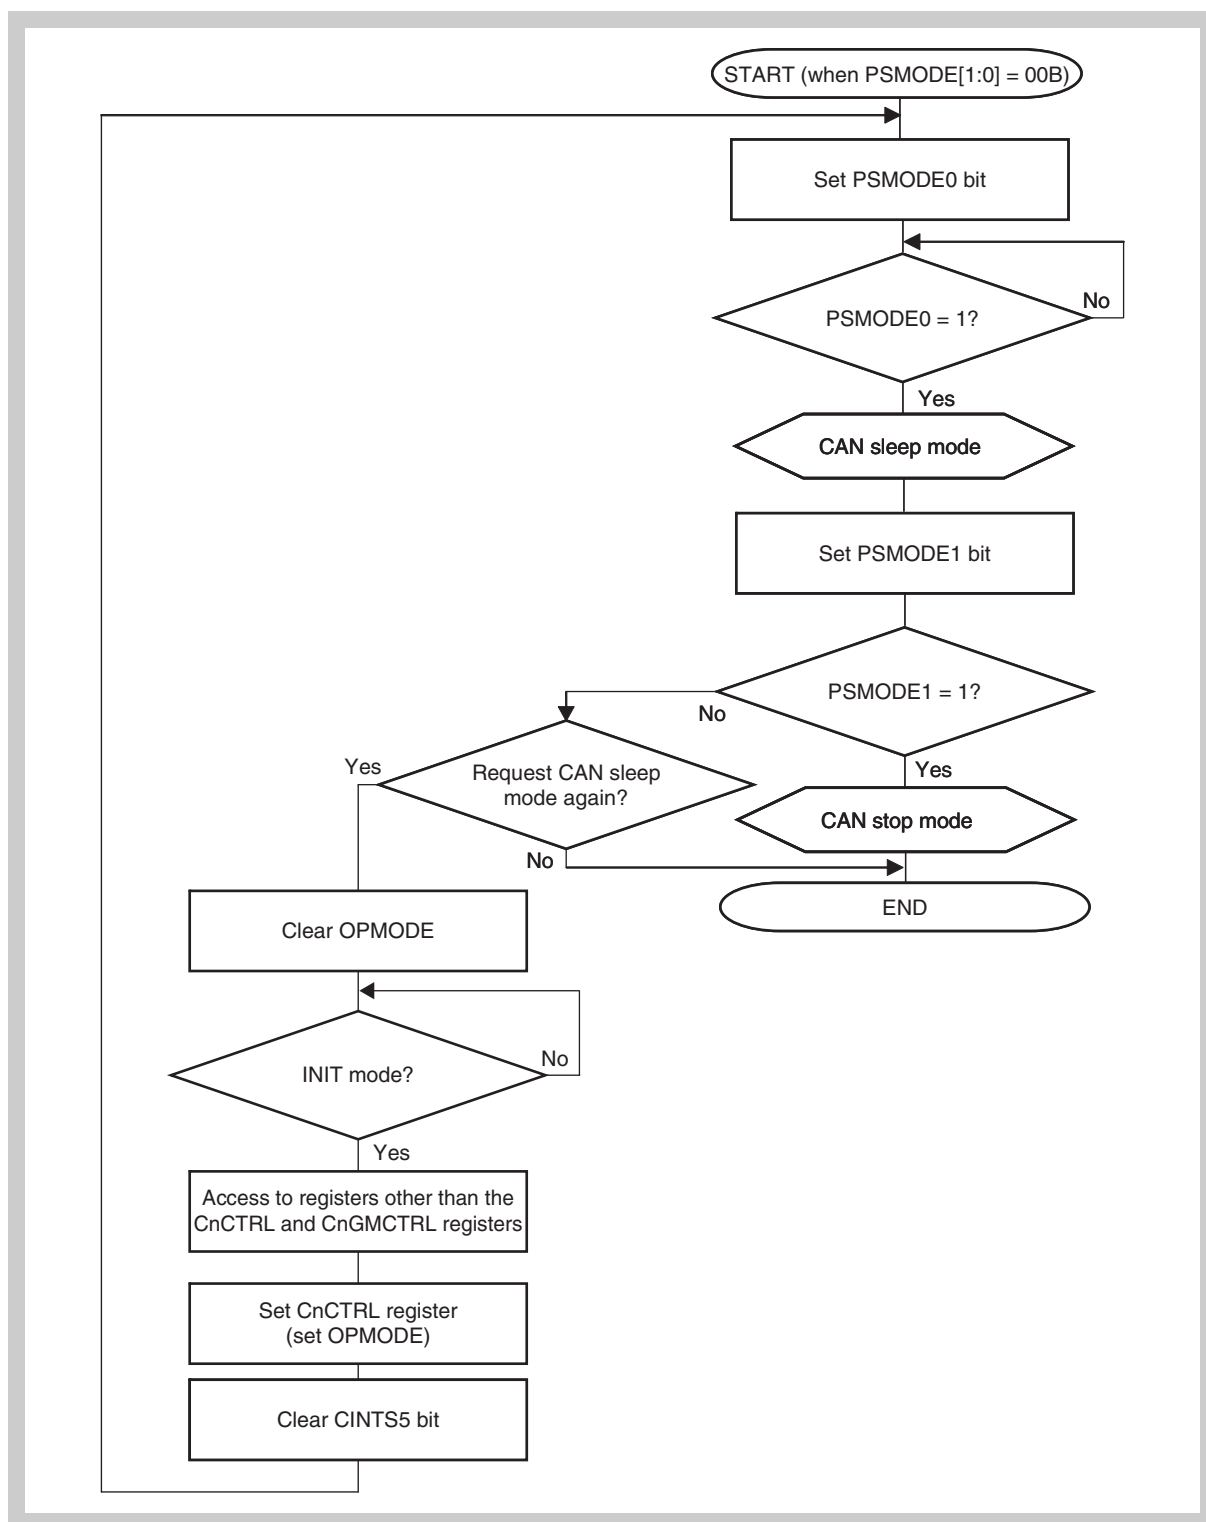 START (when PSMODE[1:0] = 00B)
Set PSMODE0 bit
PSMODE0 = 1?
No
Yes
CAN sleep mode
Set PSMODE1 bit
PSMODE1 = 1?
No
Yes
CAN stop mode
END
Request CAN sleep
mode again?
Yes
No
Clear OPMODE
INIT mode?
No
Yes
Access to registers other than the
CnCTRL and CnGMCTRL registers
Set CnCTRL register
(set OPMODE)
Clear CINTS5 bit